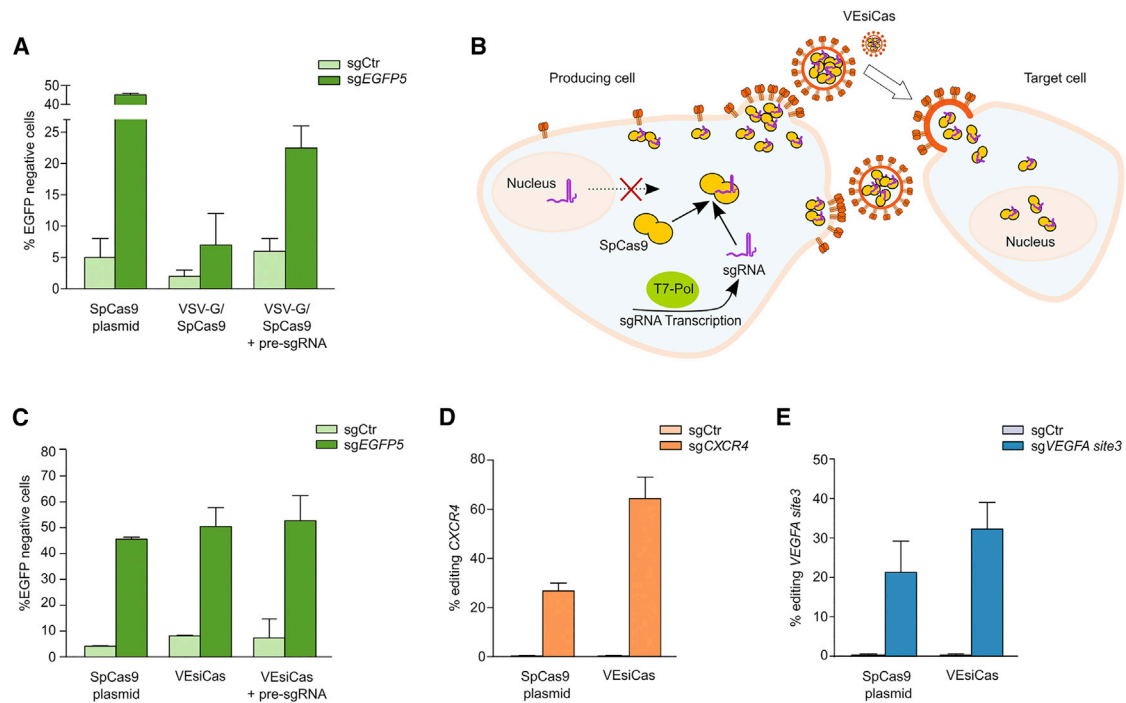 A
sgCtr
sgEGFP5
% EGFP negative cells
50
40
25
20
15
10
5
0
SpCas9
plasmid
VSV-G/
SpCas9
VSV-G/
SpCas9
+ pre-sgRNA
B
VEsiCas
Producing cell
Target cell
Nucleus
SpCas9
sgRNA
T7-Pol
sgRNA Transcription
Nucleus
C
sgCtr
sgEGFP5
%EGFP negative cells
80
70
60
50
40
30
20
10
0
SpCas9
plasmid
VEsiCas
VEsiCas
+ pre-sgRNA
D
sgCtr
sgCXCR4
% editing CXCR4
80
60
40
20
0
SpCas9
plasmid
VEsiCas
E
sgCtr
sgVEGFA site3
% editing VEGFA site3
50
40
30
20
10
0
SpCas9
plasmid
VEsiCas